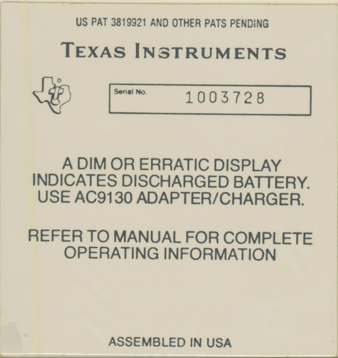 US PAT 3819921 AND OTHER PATS PENDING
TEXAS INSTRUMENTS
Serial No. 1003728
A DIM OR ERRATIC DISPLAY
INDICATES DISCHARGED BATTERY.
USE AC9130 ADAPTER/CHARGER.
REFER TO MANUAL FOR COMPLETE
OPERATING INFORMATION
ASSEMBLED IN USA